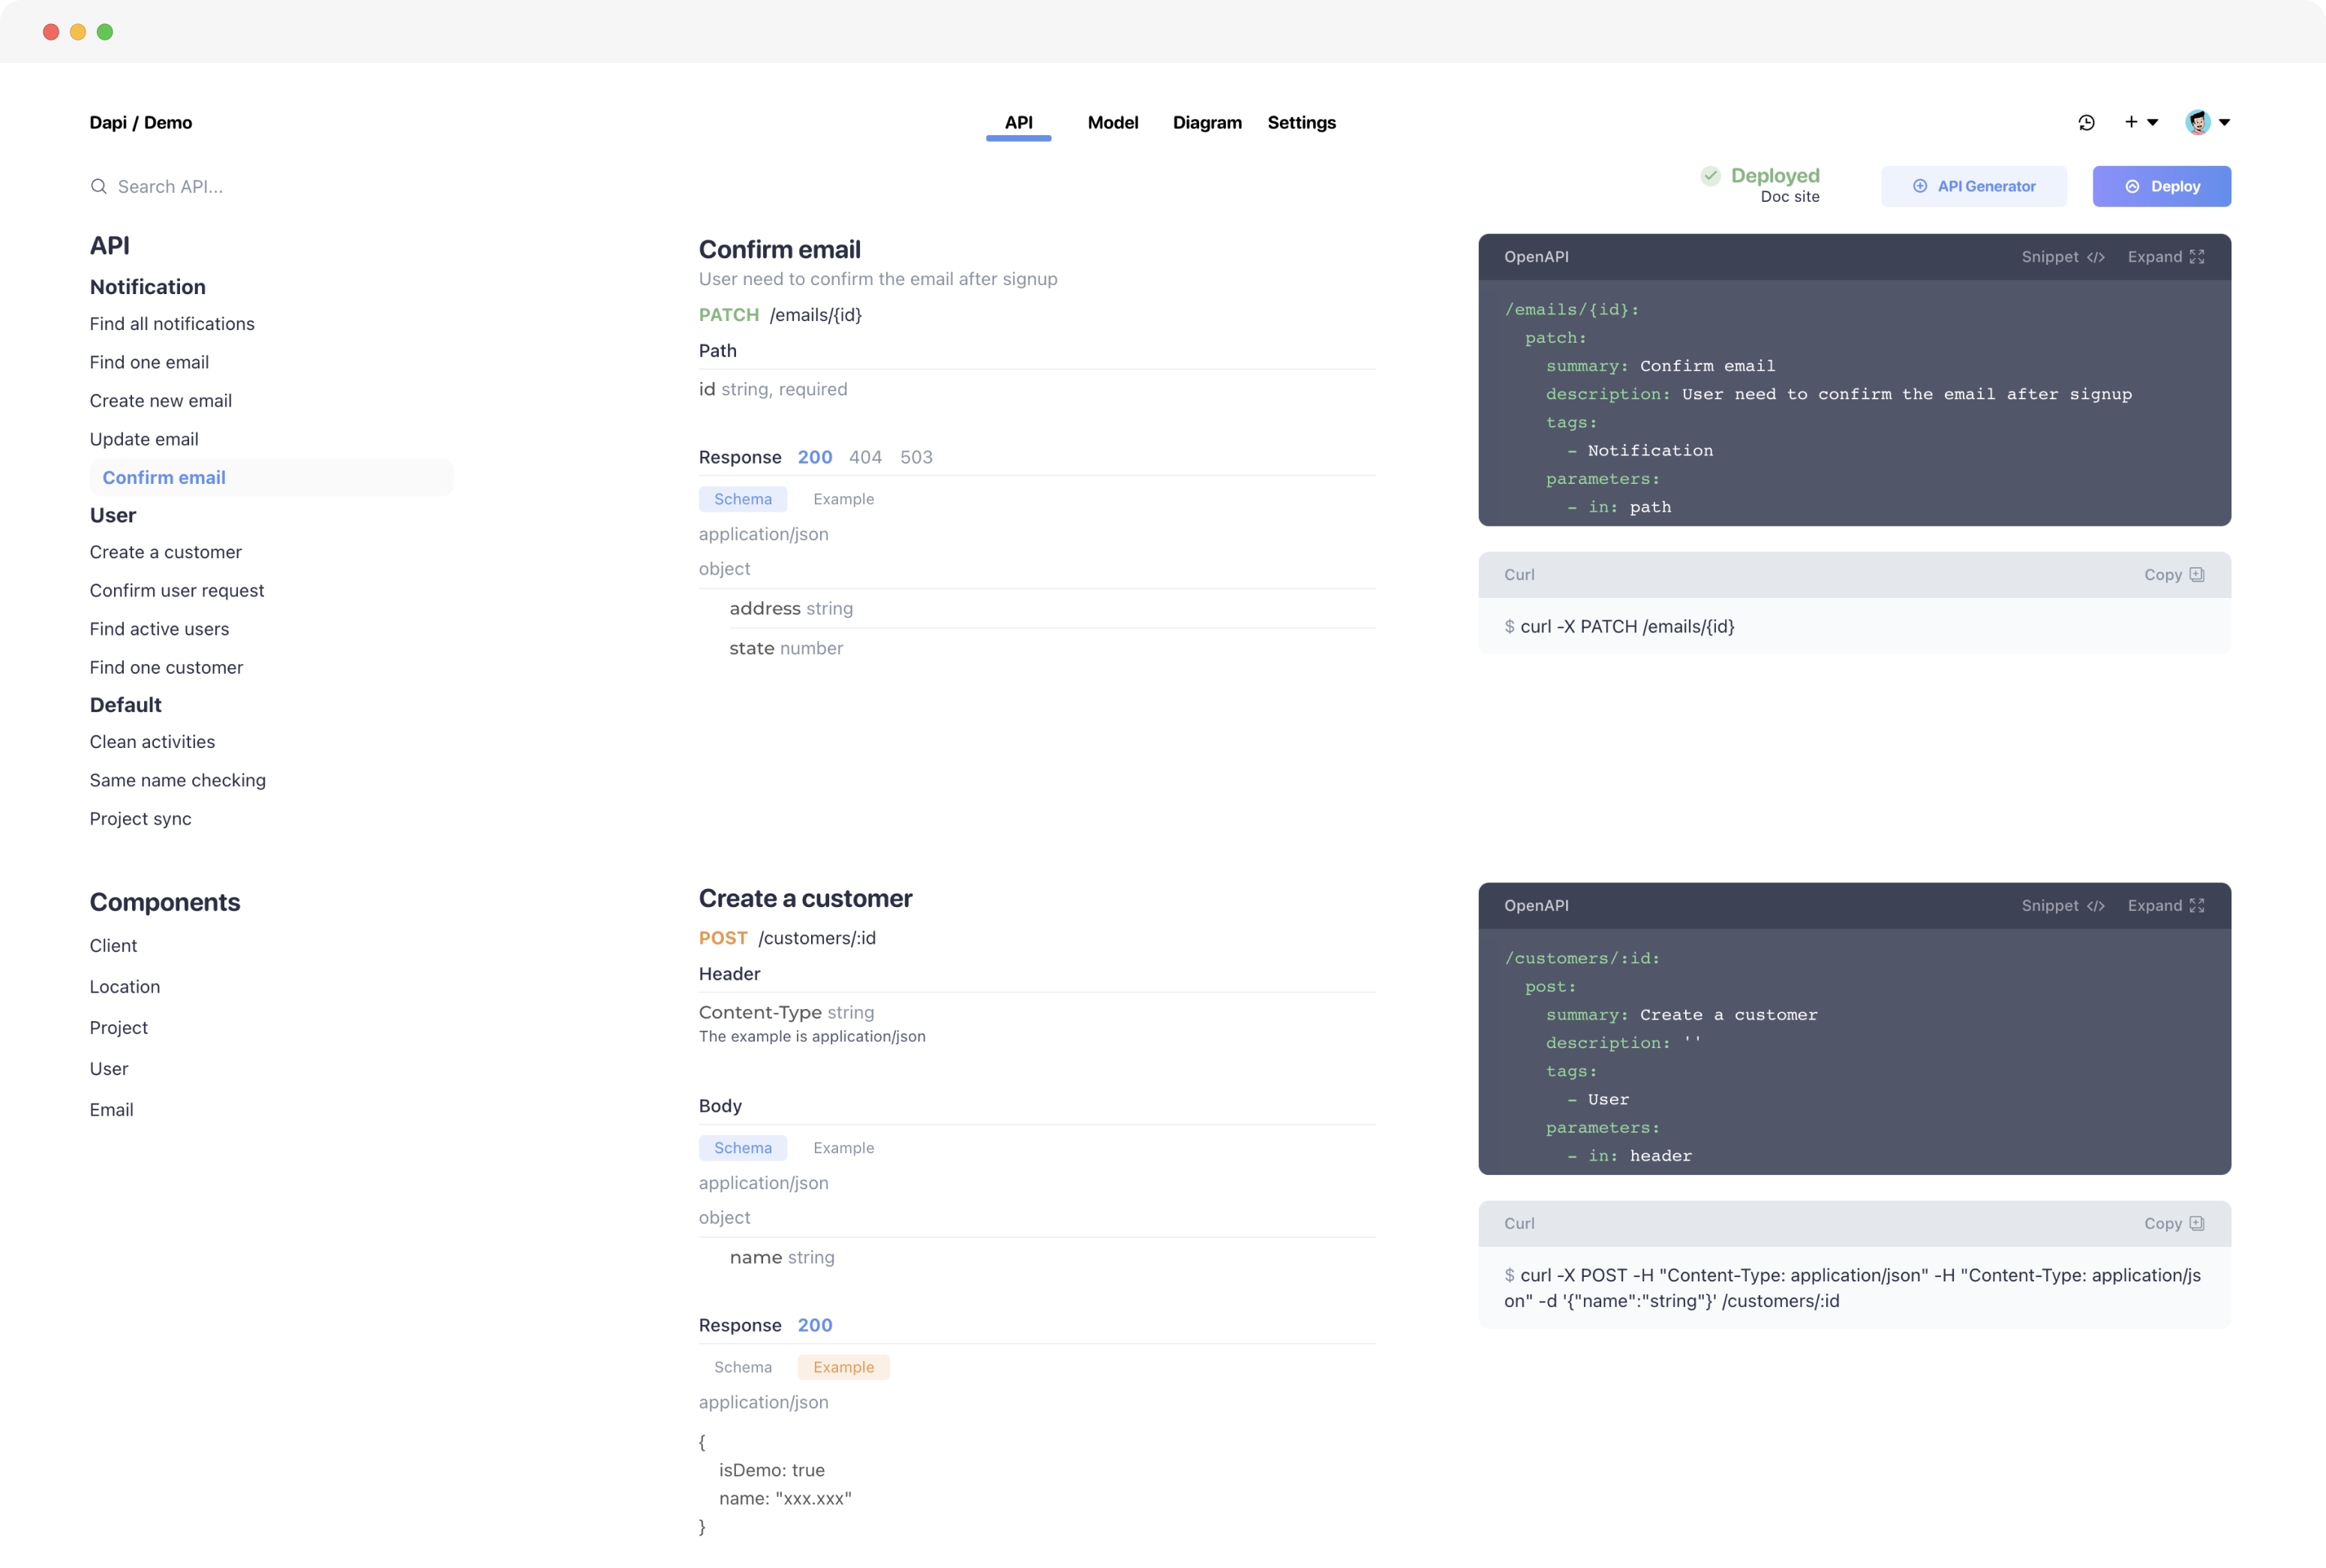 Dapi / Demo
API Model Diagram Settings
Search API...
Deployed
Doc site
API Generator
Deploy
API
Notification
Find all notifications
Find one email
Create new email
Update email
Confirm email
User
Create a customer
Confirm user request
Find active users
Find one customer
Default
Clean activities
Same name checking
Project sync
Components
Client
Location
Project
User
Email
Confirm email
User need to confirm the email after signup
PATCH /emails/{id}
Path
id string, required
Response 200 404 503
Schema Example
application/json
object
address string
state number
OpenAPI Snippet </> Expand
/emails/{id}:
patch:
summary: Confirm email
description: User need to confirm the email after signup
tags:
- Notification
parameters:
- in: path
Curl Copy
$ curl -X PATCH /emails/{id}
Create a customer
POST /customers/:id
Header
Content-Type string
The example is application/json
Body
Schema Example
application/json
object
name string
Response 200
Schema Example
application/json
{
isDemo: true
name: "xxx.xxx"
}
OpenAPI Snippet </> Expand
/customers/:id:
post:
summary: Create a customer
description: ''
tags:
- User
parameters:
- in: header
Curl Copy
$ curl -X POST -H "Content-Type: application/json" -H "Content-Type: application/js
on" -d '{"name":"string"}' /customers/:id